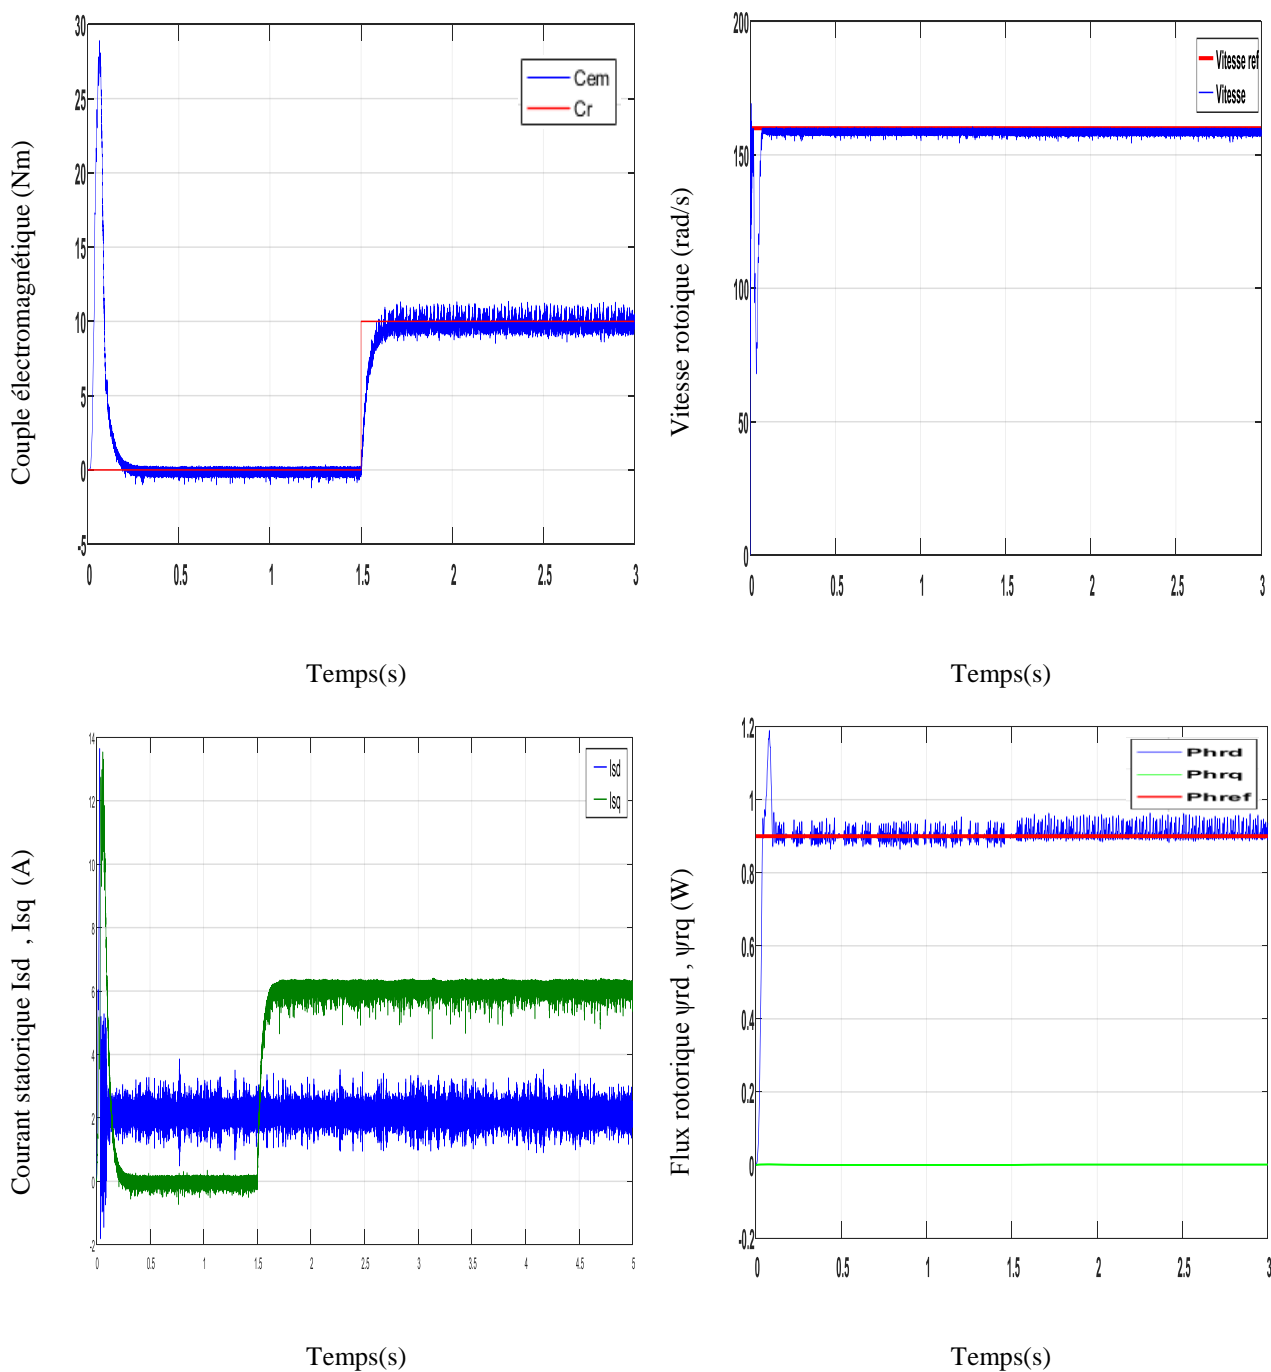 Couple électromagnétique (Nm)
30
25
20
15
10
5
0
-5
0 0.5 1 1.5 2 2.5 3
Cem
Cr
Temps(s)
Vitesse rotoique (rad/s)
200
150
100
50
0
0 0.5 1 1.5 2 2.5 3
Vitesse ref
Vitesse
Temps(s)
Courant statorique Isd , Isq (A)
14
12
10
8
6
4
2
0
-2
0 0.5 1 1.5 2 2.5 3 3.5 4 4.5 5
Isd
Isq
Temps(s)
Flux rotorique ψrd , ψrq (W)
1.2
1
0.8
0.6
0.4
0.2
0
-0.2
0 0.5 1 1.5 2 2.5 3
Phrd
Phrq
Phref
Temps(s)